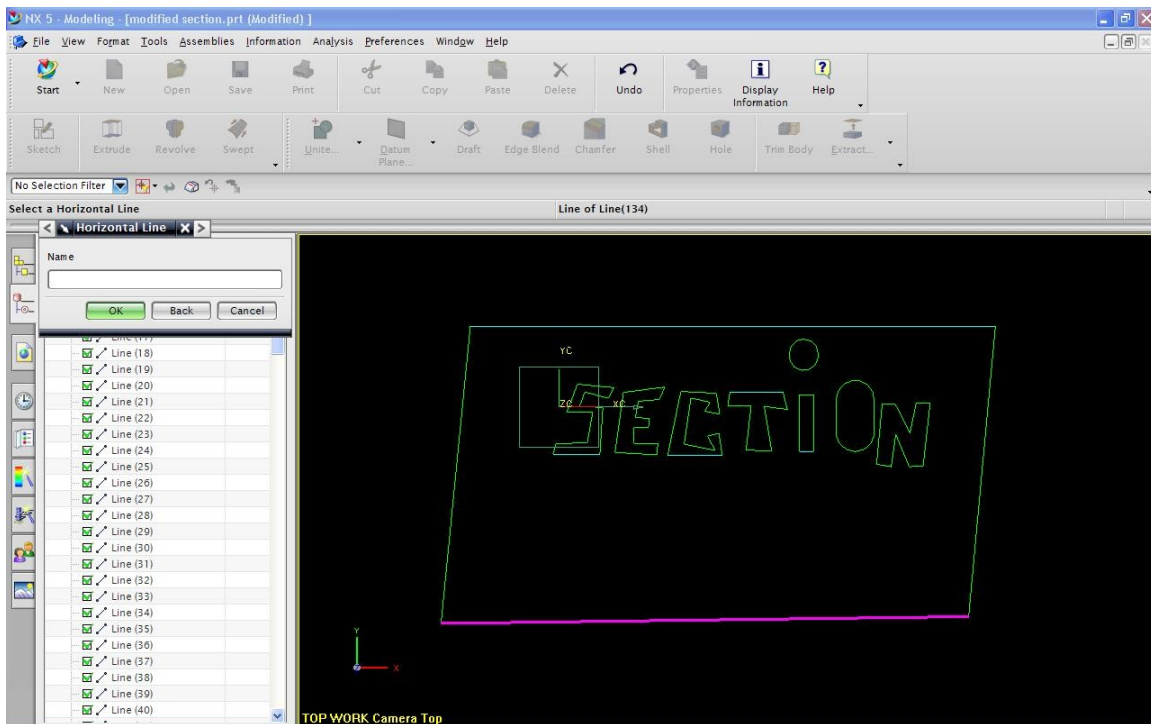 NX 5 - Modeling - [modified section.prt (Modified) ]
File View Format Tools Assemblies Information Analysis Preferences Window Help
Start New Open Save Print Cut Copy Paste Delete Undo Properties Display Information Help
Sketch Extrude Revolve Swept Unite... Datum Plane... Draft Edge Blend Chamfer Shell Hole Trim Body Extract...
No Selection Filter
Select a Horizontal Line Line of Line(134)
Horizontal Line
Name
OK Back Cancel
Line (17)
Line (18)
Line (19)
Line (20)
Line (21)
Line (22)
Line (23)
Line (24)
Line (25)
Line (26)
Line (27)
Line (28)
Line (29)
Line (30)
Line (31)
Line (32)
Line (33)
Line (34)
Line (35)
Line (36)
Line (37)
Line (38)
Line (39)
Line (40)
YC
ZC XC
SECTiON
Y
X
TOP WORK Camera Top